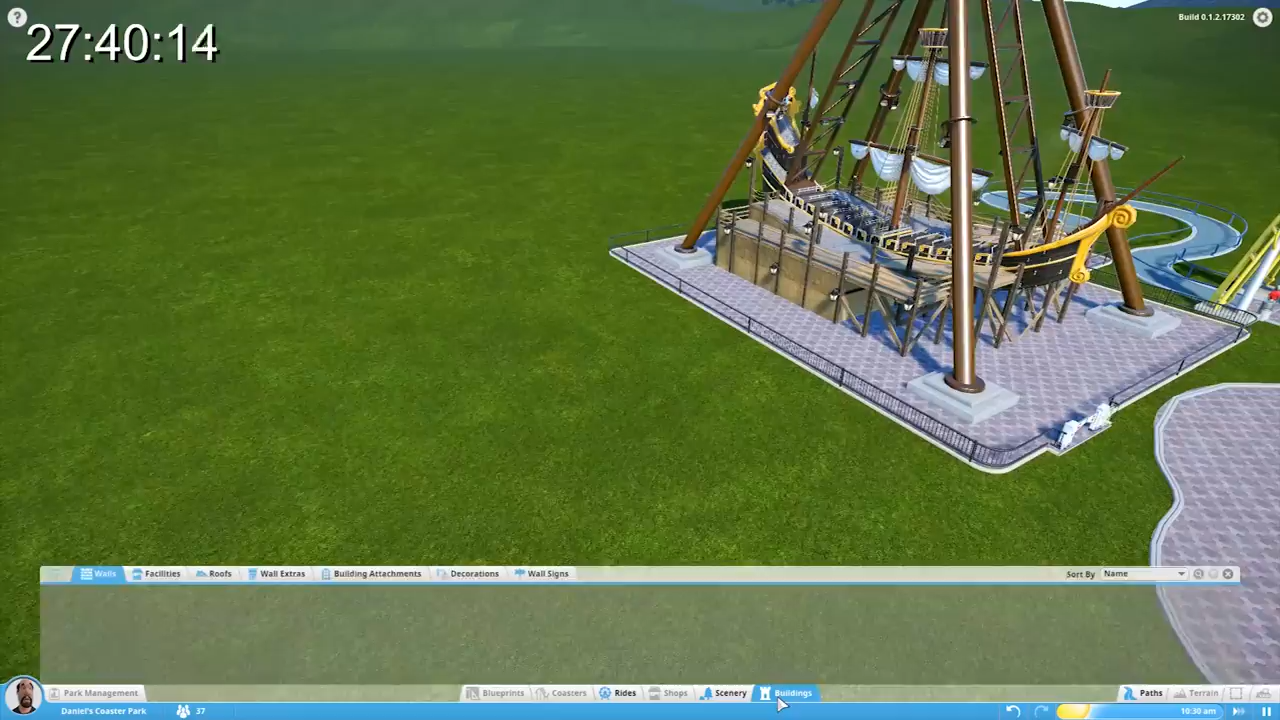 ?
Build 0.1.2.17302
27:40:14
Walls Facilities Roofs Wall Extras Building Attachments Decorations Wall Signs Sort By Name
Park Management Blueprints Coasters Rides Shops Scenery Buildings Paths Terrain
Daniel's Coaster Park 37 10:30 am